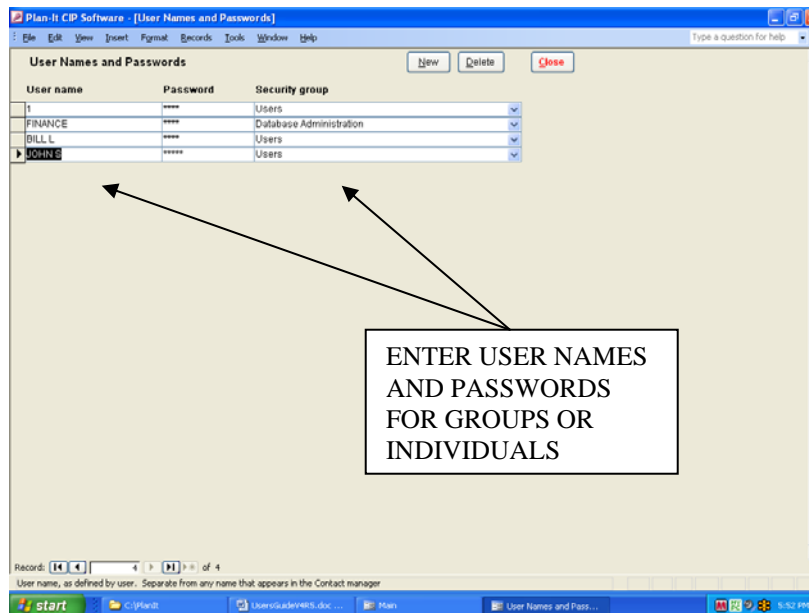 Plan-It CIP Software - [User Names and Passwords]
File Edit View Insert Format Records Tools Window Help Type a question for help
User Names and Passwords New Delete Close
User name Password Security group
1 **** Users
FINANCE **** Database Administration
BILL L **** Users
JOHN S ***** Users
ENTER USER NAMES
AND PASSWORDS
FOR GROUPS OR
INDIVIDUALS
Record: 4 of 4
User name, as defined by user. Separate from any name that appears in the Contact manager
start C:\PlanIt UsersGuideV4R5.doc ... Main User Names and Pass... 5:52 PM